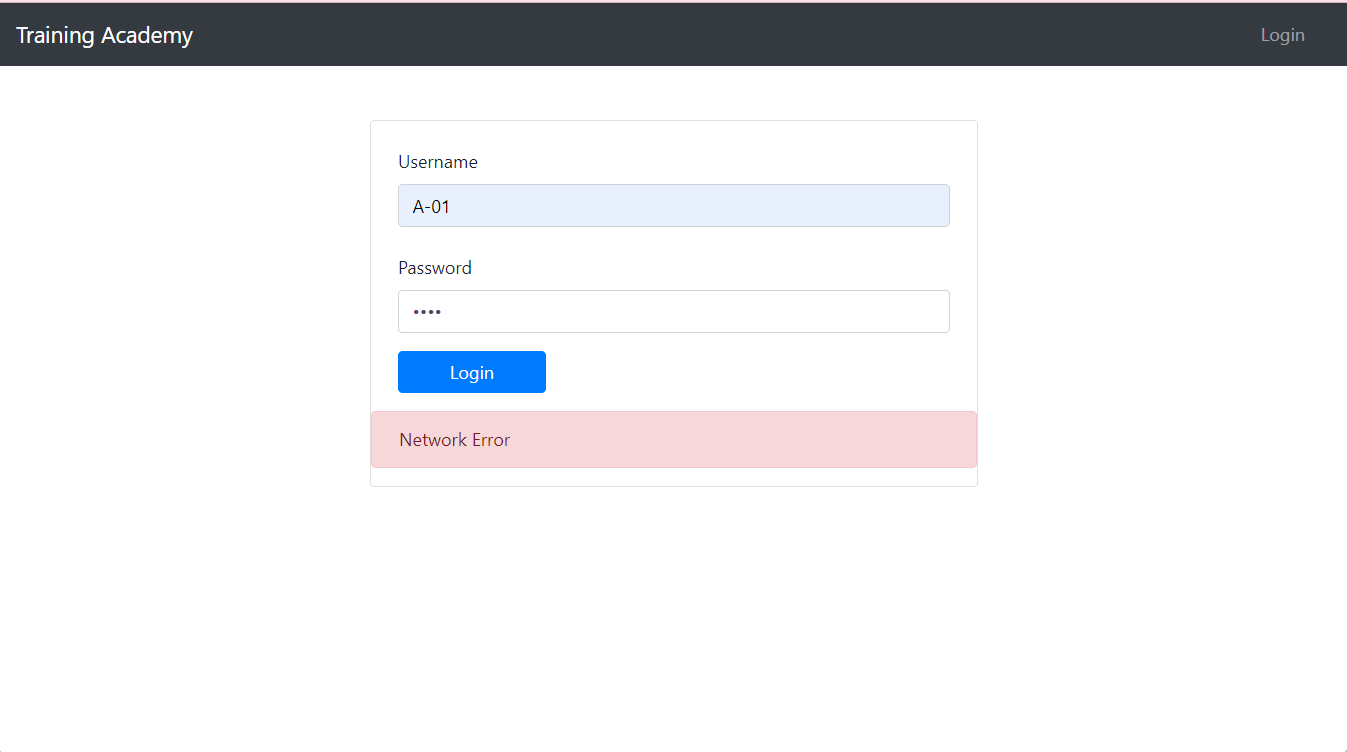 Training Academy
Login
Username
A-01
Password
••••
Login
Network Error